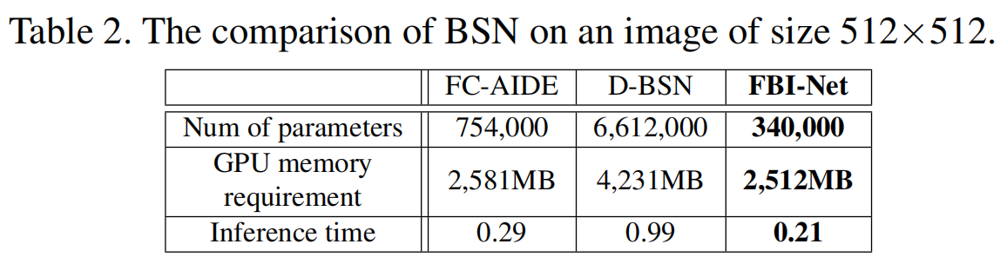 Table 2. The comparison of BSN on an image of size 512×512.
FC-AIDE D-BSN FBI-Net
Num of parameters 754,000 6,612,000 340,000
GPU memory
requirement 2,581MB 4,231MB 2,512MB
Inference time 0.29 0.99 0.21